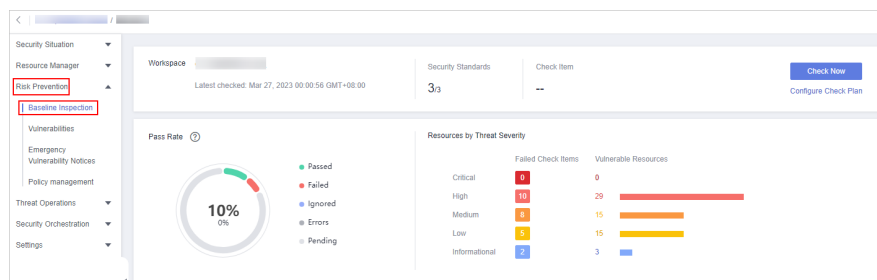 /
Security Situation
Resource Manager
Risk Prevention
Baseline Inspection
Vulnerabilities
Emergency
Vulnerability Notices
Policy management
Threat Operations
Security Orchestration
Settings
Workspace
Latest checked: Mar 27, 2023 00:00:56 GMT+08:00
Security Standards
3/3
Check Item
--
Check Now
Configure Check Plan
Pass Rate ?
10%
0%
Passed
Failed
Ignored
Errors
Pending
Resources by Threat Severity
Failed Check Items Vulnerable Resources
Critical 0 0
High 10 29
Medium 8 15
Low 5 15
Informational 2 3